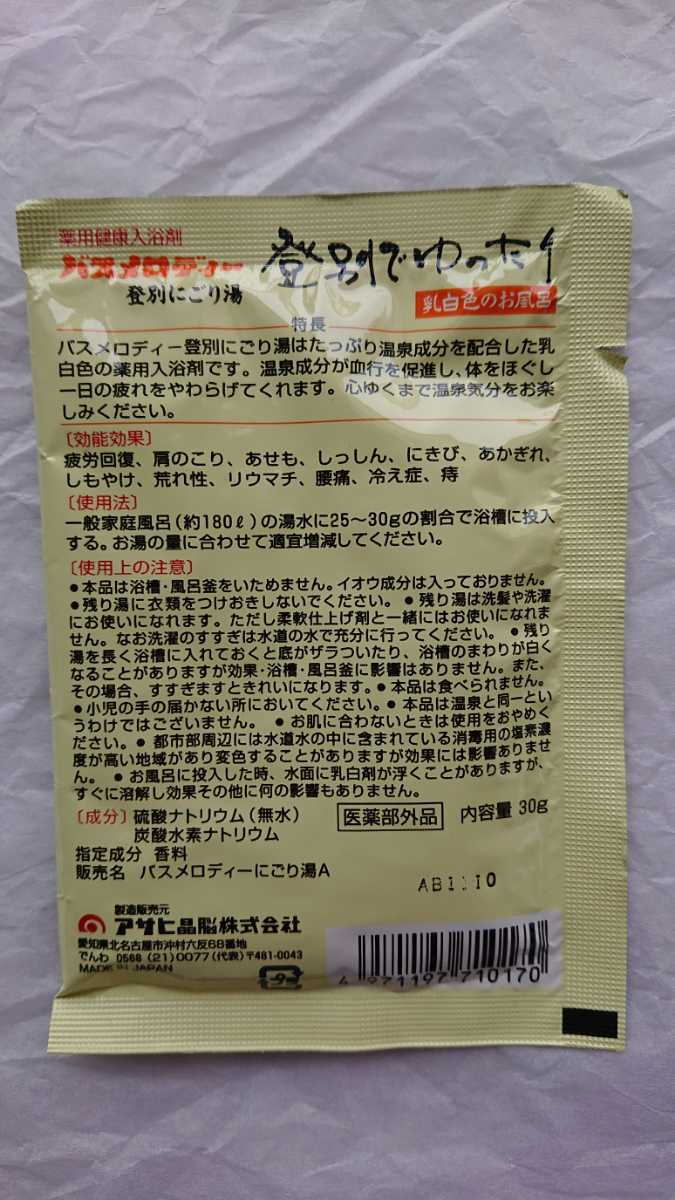 薬用健康入浴剤
バスメロディー
登別にごり湯
登別でゆったり
乳白色のお風呂
特長
バスメロディー登別にごり湯はたっぷり温泉成分を配合した乳
白色の薬用入浴剤です。温泉成分が血行を促進し、体をほぐし
一日の疲れをやわらげてくれます。心ゆくまで温泉気分をお楽
しみください。
〔効能効果〕
疲労回復、肩のこり、あせも、しっしん、にきび、あかぎれ、
しもやけ、荒れ性、リウマチ、腰痛、冷え症、痔
〔使用法〕
一般家庭風呂(約180ℓ)の湯水に25〜30gの割合で浴槽に投入
する。お湯の量に合わせて適宜増減してください。
〔使用上の注意〕
●本品は浴槽・風呂釜をいためません。イオウ成分は入っておりません。
●残り湯に衣類をつけおきしないでください。 ●残り湯は洗髪や洗濯
にお使いになれます。ただし柔軟仕上げ剤と一緒にはお使いになれま
せん。なお洗濯のすすぎは水道の水で充分に行ってください。 ●残り
湯を長く浴槽に入れておくと底がザラついたり、浴槽のまわりが白く
なることがありますが効果・浴槽・風呂釜に影響はありません。また、
その場合、すすぎますときれいになります。●本品は食べられません。
●小児の手の届かない所においてください。●本品は温泉と同一とい
うわけではございません。 ●お肌に合わないときは使用をおやめく
ださい。●都市部周辺には水道水の中に含まれている消毒用の塩素濃
度が高い地域があり変色することがありますが効果には影響ありませ
ん。 ●お風呂に投入した時、水面に乳白剤が浮くことがありますが、
すぐに溶解し効果その他に何の影響もありません。
〔成分〕硫酸ナトリウム(無水)
炭酸水素ナトリウム
医薬部外品 内容量 30g
指定成分 香料
販売名 バスメロディーにごり湯A
AB1110
製造販売元
アサヒ晶脳株式会社
愛知県北名古屋市沖村六反68番地
でんわ 0568(21)0077(代表)〒481-0043
MADE IN JAPAN
4 971197 710170